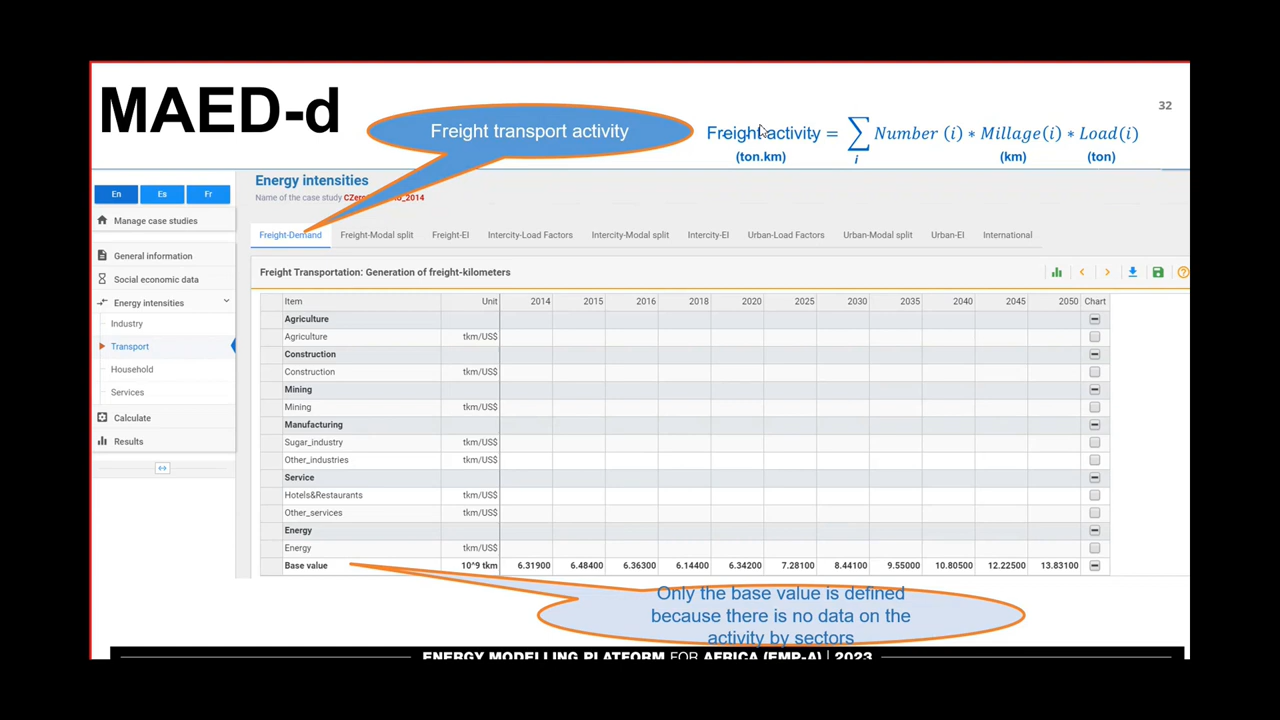 MAED-d
32
Freight transport activity
Freight activity = ∑ Number (i) * Millage(i) * Load(i)
i
(ton.km) (km) (ton)
En Es Fr
Energy intensities
Name of the case study
Manage case studies
General information
Social economic data
Energy intensities
Industry
Transport
Household
Services
Calculate
Results
Freight-Demand Freight-Modal split Freight-EI Intercity-Load Factors Intercity-Modal split Intercity-EI Urban-Load Factors Urban-Modal split Urban-EI International
Freight Transportation: Generation of freight-kilometers
Item Unit 2014 2015 2016 2018 2020 2025 2030 2035 2040 2045 2050 Chart
Agriculture
Agriculture tkm/US$
Construction
Construction tkm/US$
Mining
Mining tkm/US$
Manufacturing
Sugar_industry tkm/US$
Other_industries tkm/US$
Service
Hotels&Restaurants tkm/US$
Other_services tkm/US$
Energy
Energy tkm/US$
Base value 10^9 tkm 6.31900 6.48400 6.36300 6.14400 6.34200 7.28100 8.44100 9.55000 10.80500 12.22500 13.83100
Only the base value is defined
because there is no data on the
activity by sectors
ENERGY MODELLING PLATFORM FOR AFRICA (EMP-A) | 2023